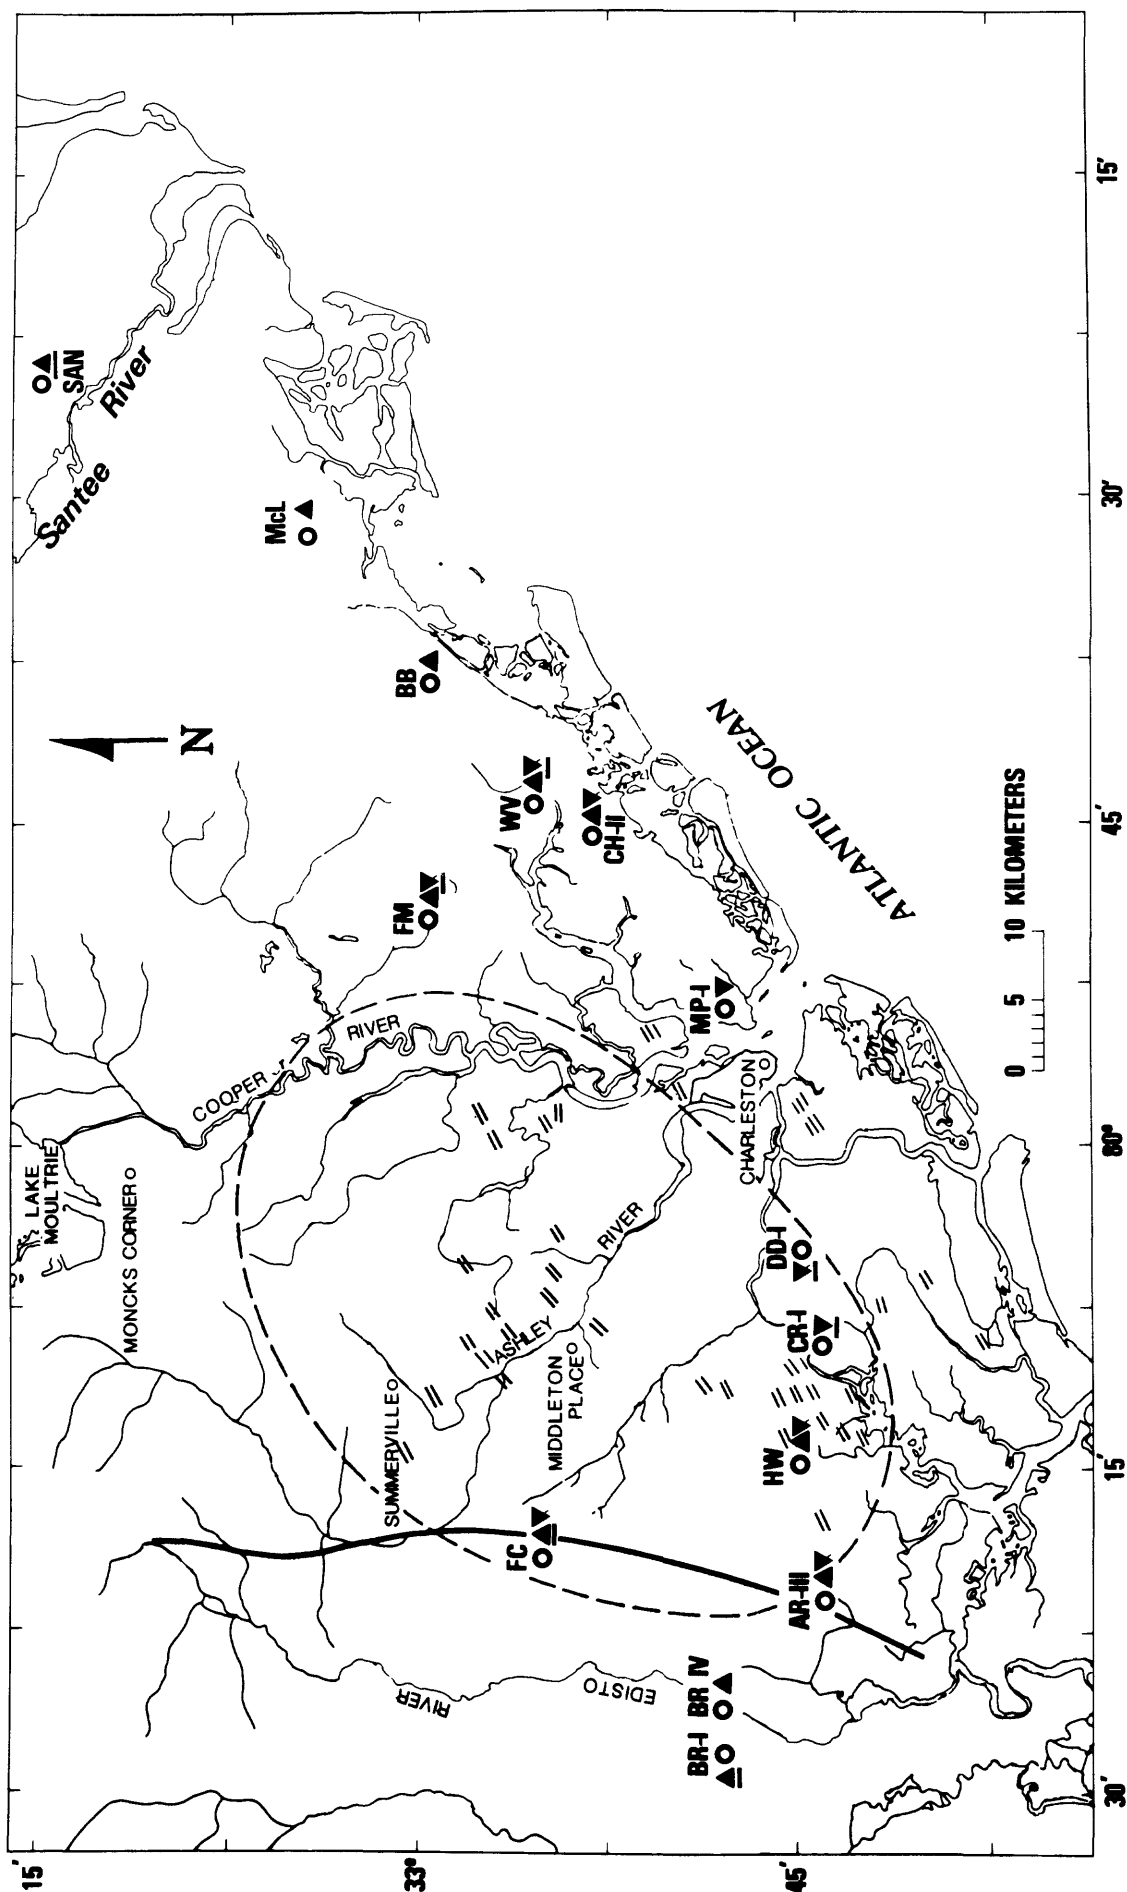 15'
30'
45'
80°
15'
30'
15'
33°
45'
SAN
Santee
River
McL
BB
N
WV
CH-II
FM
MP-I
ATLANTIC OCEAN
0 5 10 KILOMETERS
COOPER
RIVER
LAKE
MOULTRIE
MONCKS CORNER
CHARLESTON
ASHLEY
RIVER
DD-I
CR-I
HW
MIDDLETON
PLACE
SUMMERVILLE
FC
AR-III
BR IV
BR-I
EDISTO
RIVER